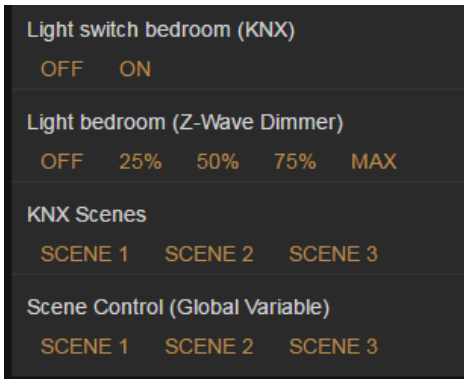 Light switch bedroom (KNX)
OFF ON
Light bedroom (Z-Wave Dimmer)
OFF 25% 50% 75% MAX
KNX Scenes
SCENE 1 SCENE 2 SCENE 3
Scene Control (Global Variable)
SCENE 1 SCENE 2 SCENE 3